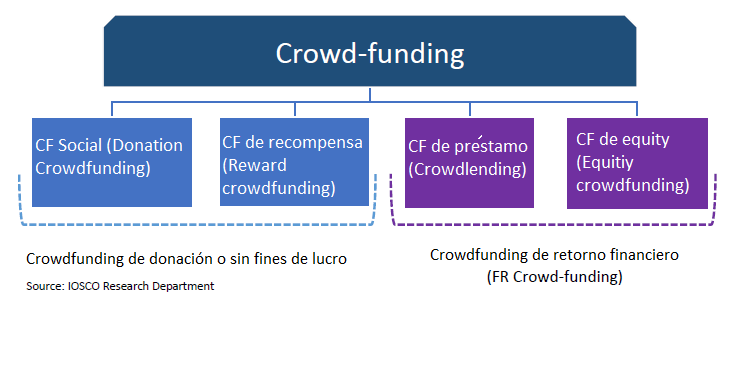 Crowd-funding
CF Social (Donation
Crowdfunding)
CF de recompensa
(Reward
crowdfunding)
CF de préstamo
(Crowdlending)
CF de equity
(Equitiy
crowdfunding)
Crowdfunding de donación o sin fines de lucro
Source: IOSCO Research Department
Crowdfunding de retorno financiero
(FR Crowd-funding)